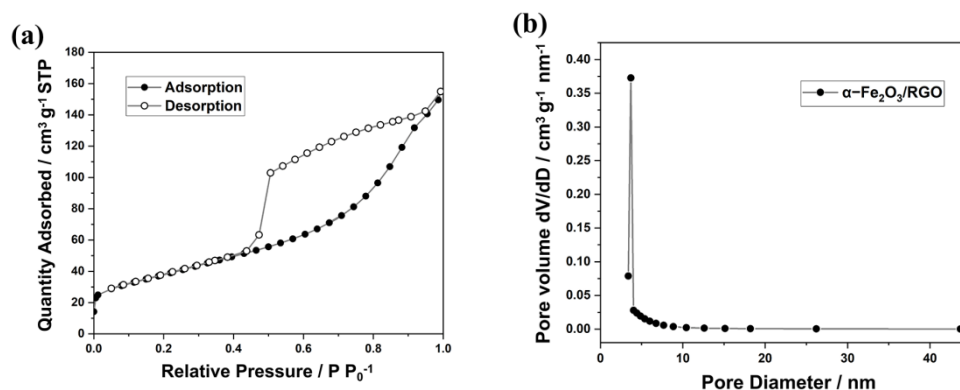 (a)
Quantity Adsorbed / cm³ g⁻¹ STP
180
160
140
120
100
80
60
40
20
0
Adsorption
Desorption
0.0 0.2 0.4 0.6 0.8 1.0
Relative Pressure / P P₀⁻¹
(b)
Pore volume dV/dD / cm³ g⁻¹ nm⁻¹
0.40
0.35
0.30
0.25
0.20
0.15
0.10
0.05
0.00
α−Fe₂O₃/RGO
0 10 20 30 40
Pore Diameter / nm